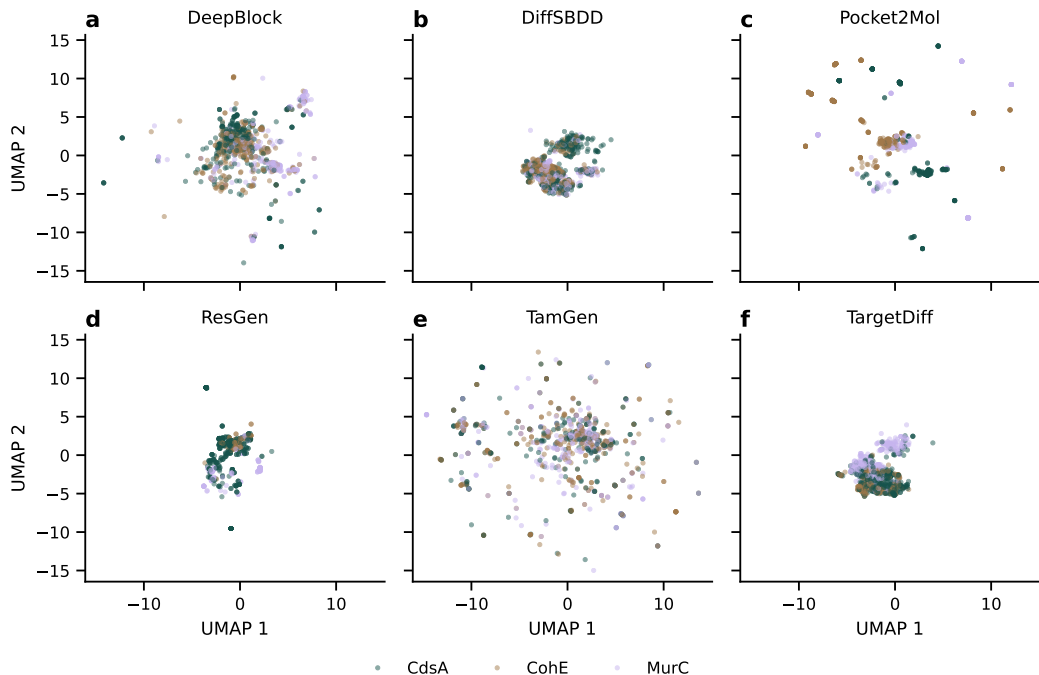 a DeepBlock
b DiffSBDD
c Pocket2Mol
15
10
5
0
−5
−10
−15
UMAP 2
d ResGen
e TamGen
f TargetDiff
15
10
5
0
−5
−10
−15
UMAP 2
−10 0 10
−10 0 10
−10 0 10
UMAP 1
UMAP 1
UMAP 1
CdsA CohE MurC